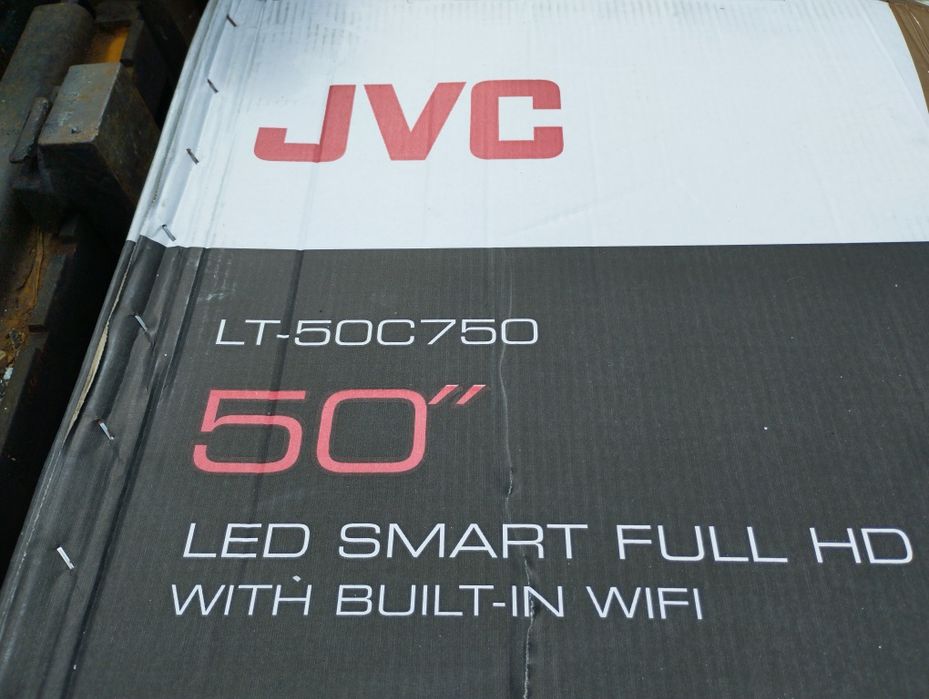 JVC
LT-50C750
50"
LED SMART FULL HD
WITH BUILT-IN WIFI